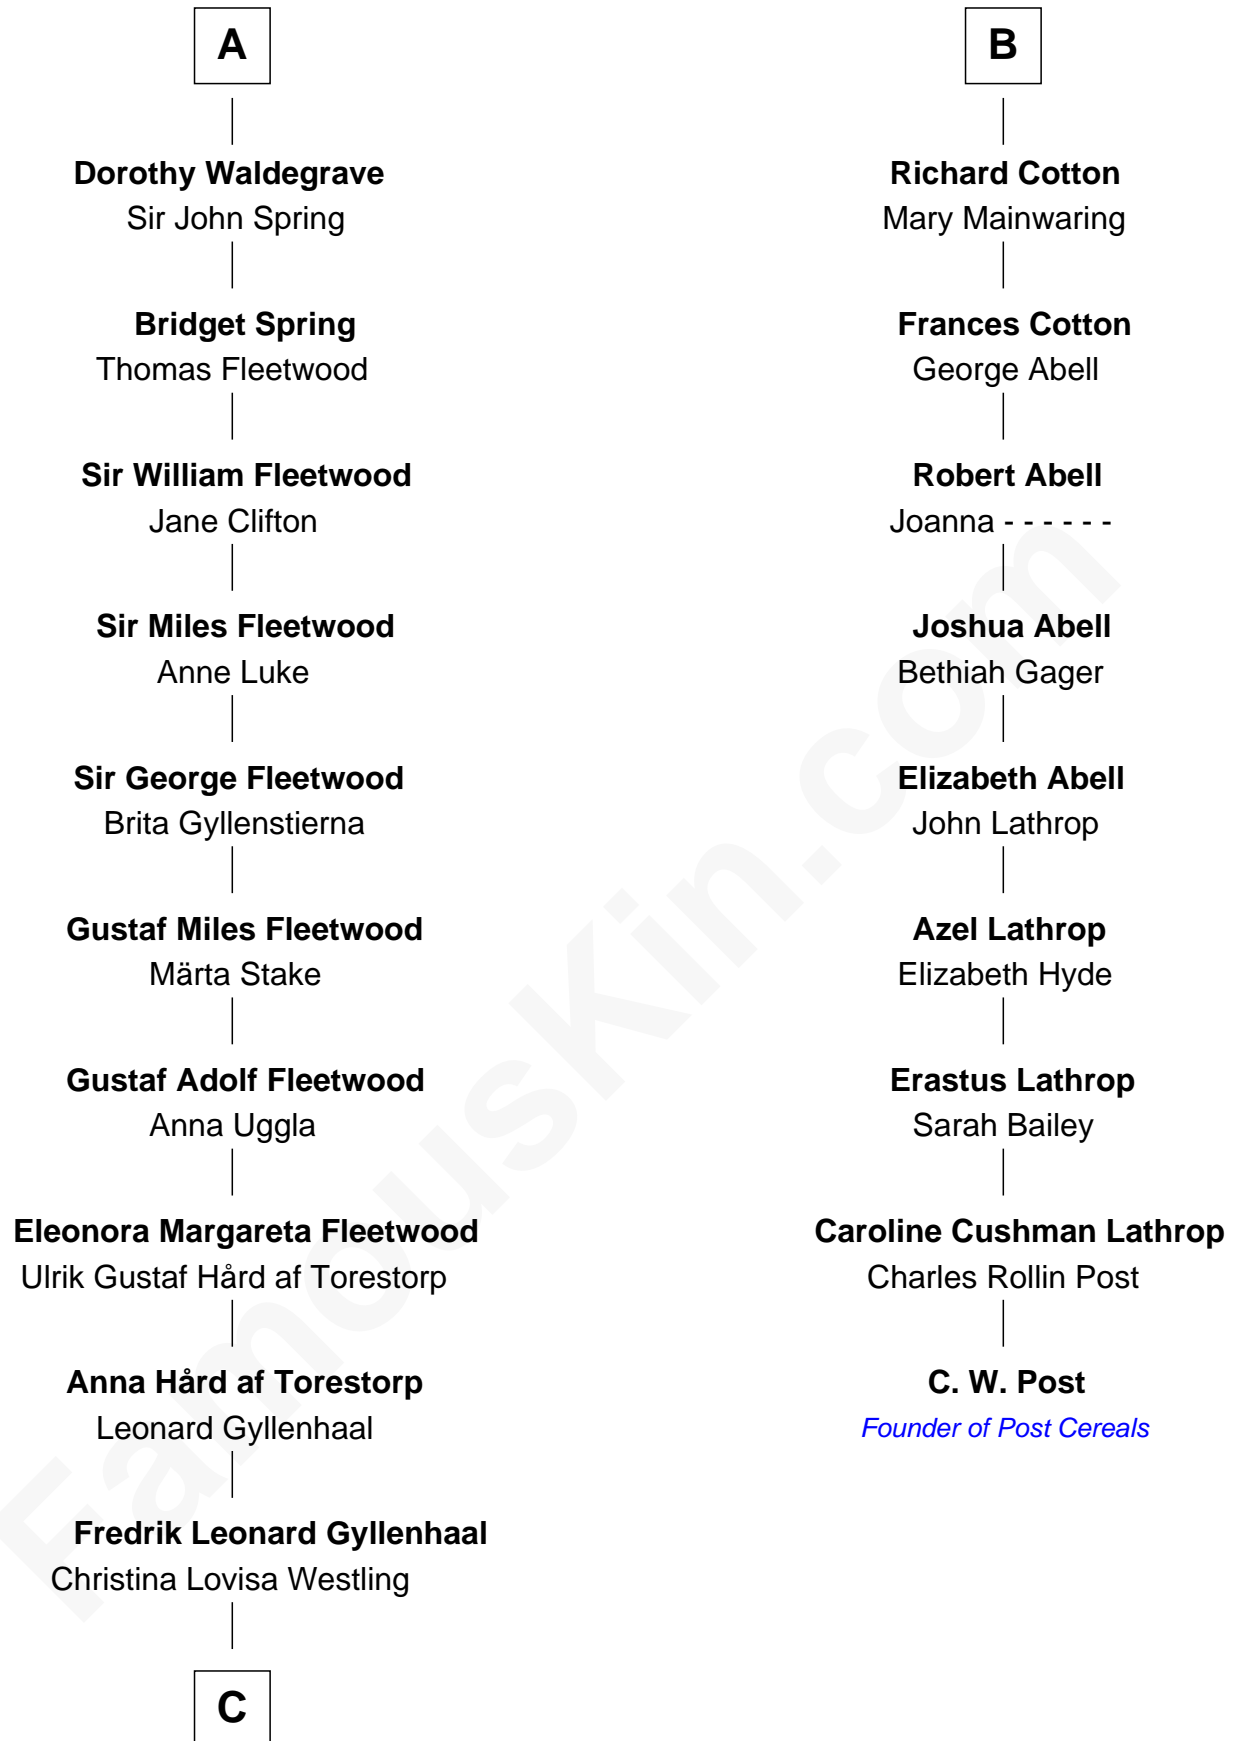 A
Dorothy Waldegrave
Sir John Spring
Bridget Spring
Thomas Fleetwood
Sir William Fleetwood
Jane Clifton
Sir Miles Fleetwood
Anne Luke
Sir George Fleetwood
Brita Gyllenstierna
Gustaf Miles Fleetwood
Märta Stake
Gustaf Adolf Fleetwood
Anna Uggla
Eleonora Margareta Fleetwood
Ulrik Gustaf Hård af Torestorp
Anna Hård af Torestorp
Leonard Gyllenhaal
Fredrik Leonard Gyllenhaal
Christina Lovisa Westling
C
B
Richard Cotton
Mary Mainwaring
Frances Cotton
George Abell
Robert Abell
Joanna - - - - - -
Joshua Abell
Bethiah Gager
Elizabeth Abell
John Lathrop
Azel Lathrop
Elizabeth Hyde
Erastus Lathrop
Sarah Bailey
Caroline Cushman Lathrop
Charles Rollin Post
C. W. Post
Founder of Post Cereals
FamousKin.com